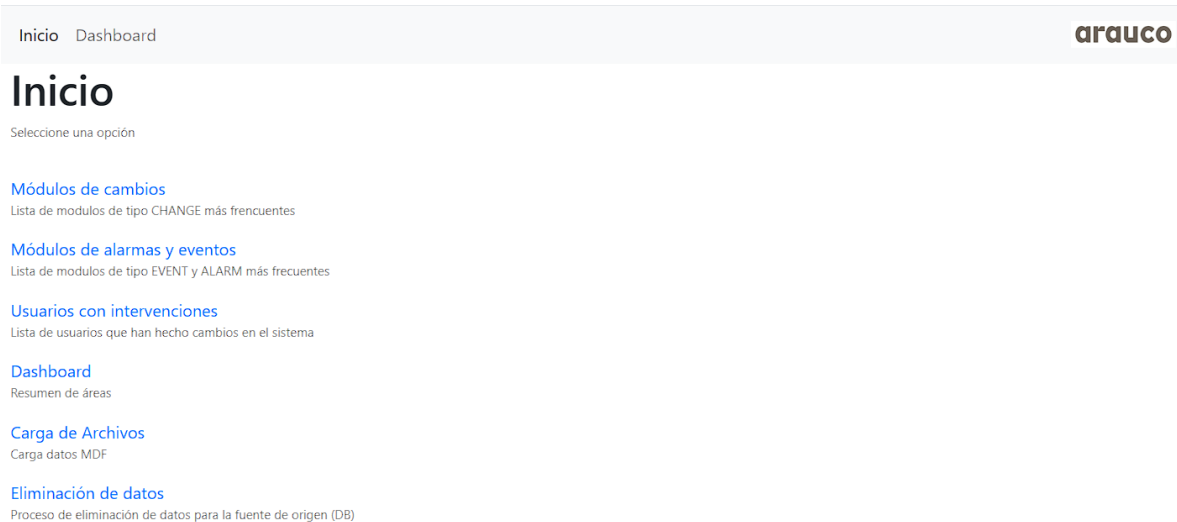 Inicio Dashboard arauco
Inicio
Seleccione una opción
Módulos de cambios
Lista de modulos de tipo CHANGE más frencuentes
Módulos de alarmas y eventos
Lista de modulos de tipo EVENT y ALARM más frecuentes
Usuarios con intervenciones
Lista de usuarios que han hecho cambios en el sistema
Dashboard
Resumen de áreas
Carga de Archivos
Carga datos MDF
Eliminación de datos
Proceso de eliminación de datos para la fuente de origen (DB)